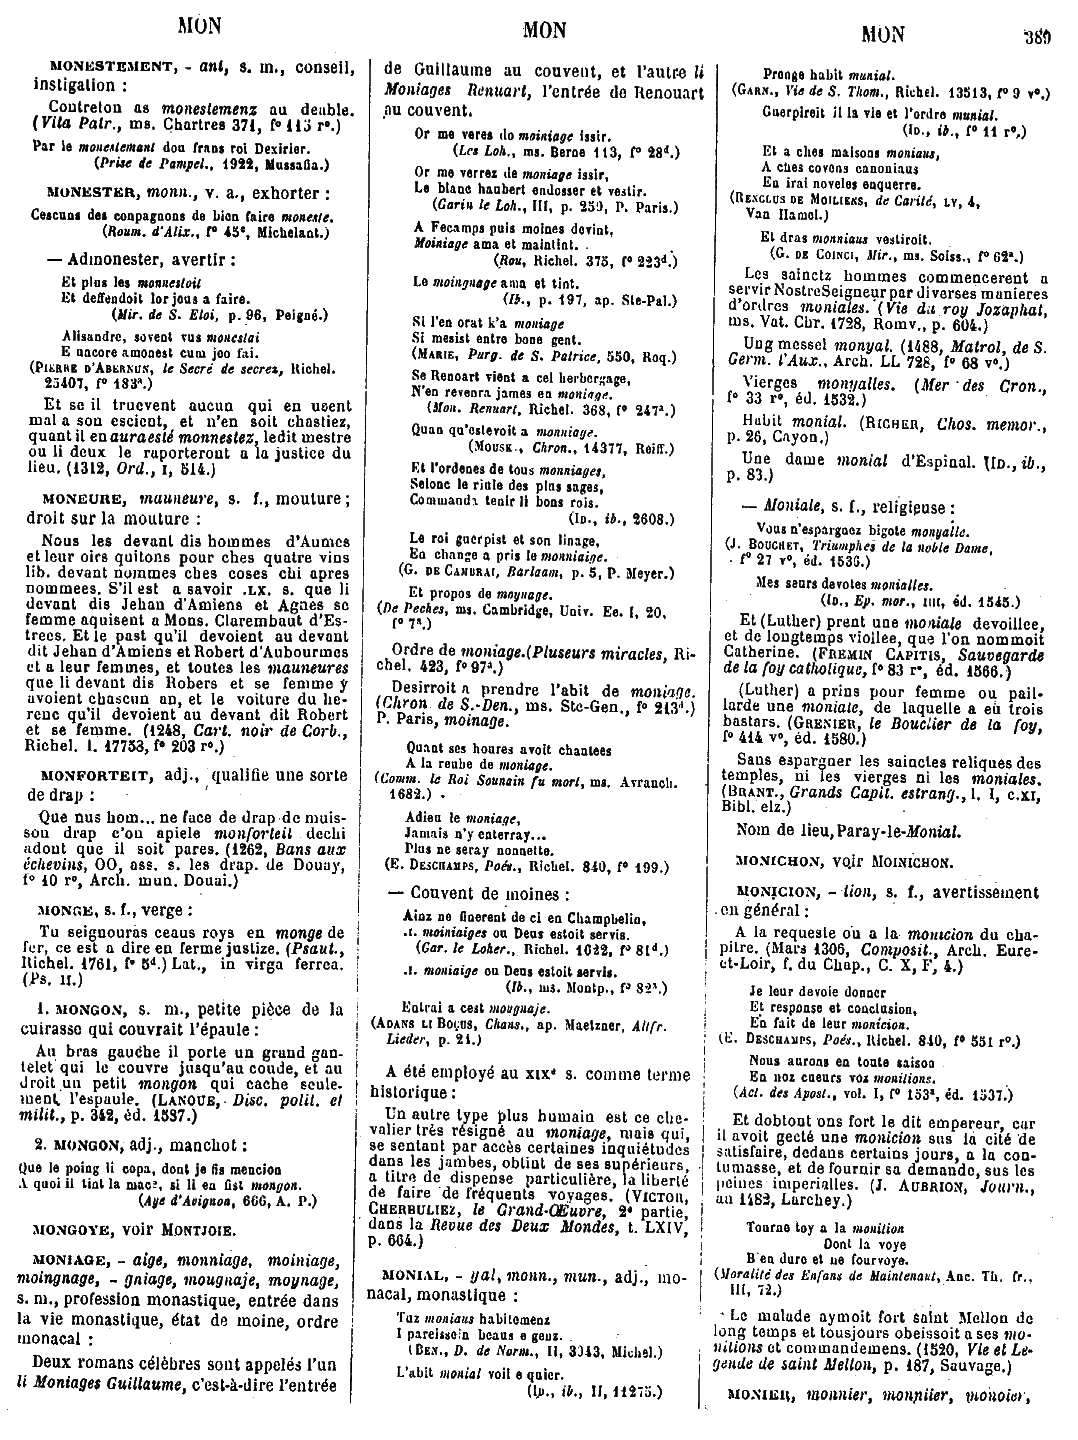 MON
MON
MON
389
MONESTEMENT, - ant, s. m., conseil,
instigation :
Contreton as monestemenz au deable.
(Vita Patr., ms. Chartres 371, f° 113 r°.)
Par le monestement dou frans roi Desirier.
(Prise de Pampel., 1922, Mussafia.)
MONESTER, monn., v. a., exhorter :
Cescuns des conpagnons de bien faire moneste.
(Roum. d'Alix., f° 45e, Michelant.)
— Admonester, avertir :
Et plus les monnestoit
Et deffendoit lor jous a faire.
(Mir. de S. Eloi, p. 96, Peigné.)
Alisandre, sovent vus monestai
E uncore amonest cum joo fai.
(PIERRE D'ABERNUN, le Secré de secrez, Richel.
25407, f° 183a.)
Et se il truevent aucun qui en usent
mal a son escient, et n'en soit chastiez,
quant il en aura esté monnestez, ledit mestre
ou li deux le raporteront a la justice du
lieu. (1312, Ord., I, 514.)
MONEURE, mauneure, s. f., mouture ;
droit sur la mouture :
Nous les devant dis hommes d'Aumes
et leur oirs quitons pour ches quatre vins
lib. devant nommes ches coses chi apres
nommees. S'il est a savoir .LX. s. que li
devant dis Jehan d'Amiens et Agnes se
femme aquisent a Mons. Clarembaut d'Es-
trees. Et le past qu'il devoient au devant
dit Jehan d'Amiens et Robert d'Aubourmes
et a leur femmes, et toutes les mauneures
que li devant dis Robers et se femme y
avoient chascun an, et le voiture du he-
renc qu'il devoient au devant dit Robert
et se femme. (1248, Cart. noir de Corb.,
Richel. l. 17758, f° 203 r°.)
MONFORTEIT, adj., qualifie une sorte
de drap :
Que nus hom... ne face de drap de muis-
son drap c'on apiele monforteit dechi
adont que il soit pares. (1262, Bans aux
échevins, OO, ass. s. les drap. de Douay,
f° 10 r°, Arch. mun. Douai.)
MONGE, s. f., verge :
Tu seignouras ceaus roys en monge de
fer, ce est a dire en ferme justize. (Psaut.,
Richel. 1761, f° 5d.) Lat., in virga ferrea.
(Ps. II.)
1. MONGON, s. m., petite pièce de la
cuirasse qui couvrait l'épaule :
Au bras gauche il porte un grand gan-
telet qui le couvre jusqu'au coude, et au
droit un petit mongon qui cache seule-
ment l'espaule. (LANOUE, Disc. polit. et
milit., p. 342, éd. 1587.)
2. MONGON, adj., manchot :
Que le poing li copa, dont je fis mencion
A quoi il tint la mace, si li en fist mongon.
(Aye d'Avignon, 666, A. P.)
MONGOYE, voir MONTJOIE.
MONIAGE, - aige, monniage, moiniage,
moingnage, - gniage, mougnaje, moynage,
s. m., profession monastique, entrée dans
la vie monastique, état de moine, ordre
monacal :
Deux romans célèbres sont appelés l'un
li Moniages Guillaume, c'est-à-dire l'entrée
de Guillaume au couvent, et l'autre li
Moniages Renuart, l'entrée de Renouart
au couvent.
Or me veres do moiniage issir.
(Les Loh., ms. Berne 113, f° 28d.)
Or me verrez de moniage issir,
Le blanc haubert endosser et vestir.
(Garin le Loh., III, p. 259, P. Paris.)
A Fecamps puis moines devint,
Moiniage ama et maintint.
(Rou, Richel. 375, f° 223d.)
Le moingnage ama et tint.
(Ib., p. 197, ap. Ste-Pal.)
Si l'en orat k'a moniage
Si mesist entre bone gent.
(MARIE, Purg. de S. Patrice, 550, Roq.)
Se Renoart vient a cel herbergage,
N'en revenra james en moniage.
(Mon. Renuart, Richel. 368, f° 247a.)
Quan qu'estevoit a monniage.
(MOUSK., Chron., 14377, Reiff.)
Et l'ordenes de tous monniages,
Selonc le riule des plus sages,
Commanda tenir li bons rois.
(ID., ib., 2608.)
Le roi guerpist et son linage,
En change a pris le monniaige.
(G. DE CAMBRAI, Barlaam, p. 5, P. Meyer.)
Et propos de moynage.
(De Peches, ms. Cambridge, Univ. Ee. I, 20,
f° 7a.)
Ordre de moniage. (Pluseurs miracles, Ri-
chel. 423, f° 97a.)
Desirroit a prendre l'abit de moniage.
(Chron. de S.-Den., ms. Ste-Gen., f° 213d.)
P. Paris, moinage.
Quant ses houres avoit chantees
A la reube de moniage.
(Comm. le Roi Sounain fu mort, ms. Avranch.
1682.)
Adieu le moniage,
Jamais n'y enterray...
Plus ne seray nonnette.
(E. DESCHAMPS, Poés., Richel. 840, f° 199.)
— Couvent de moines :
Ainz ne finerent de ci en Champbelin,
.I. moiniaiges ou Deus estoit servis.
(Gar. le Loher., Richel. 1622, f° 81d.)
.I. moniaige ou Deus estoit servis.
(Ib., ms. Montp., f° 82a.)
Entrai a cest mougnaje.
(ADANS LI BOÇUS, Chans., ap. Maetzner, Altfr.
Lieder, p. 21.)
A été employé au XIXe s. comme terme
historique :
Un autre type plus humain est ce che-
valier très résigné au moniage, mais qui,
se sentant par accès certaines inquiétudes
dans les jambes, obtint de ses supérieurs,
a titre de dispense particulière, la liberté
de faire de fréquents voyages. (VICTOR,
CHERBULIEZ, le Grand-Œuvre, 2e partie,
dans la Revue des Deux Mondes, t. LXIV,
p. 664.)
MONIAL, - yal, monn., mun., adj., mo-
nacal, monastique :
Tuz moniaus habitemenz
I pareissein beaus e genz.
(BEN., D. de Norm., II, 3043, Michel.)
L'abit monial voil e quier.
(ID., ib., II, 11275.)
Prenge habit munial.
(GARN., Vie de S. Thom., Richel. 13513, f° 9 v°.)
Guerpireit il la vie et l'ordre munial.
(ID., ib., f° 11 r°.)
Et a ches maisons moniaus,
A ches covens canoniaus
En irai noveles enquerre.
(RENCLUS DE MOILIENS, de Carité, LV, 4,
Van Hamel.)
Et dras monniaus vestiroit.
(G. DE COINCI, Mir., ms. Soiss., f° 62a.)
Les sainctz hommes commencerent a
servir NostreSeigneur par diverses manieres
d'ordres moniales. (Vie du roy Jozaphat,
ms. Vat. Chr. 1728, Romv., p. 604.)
Ung messel monyal. (1488, Matrol. de S.
Germ. l'Aux., Arch. LL 728, f° 68 v°.)
Vierges monyalles. (Mer des Cron.,
f° 33 r°, éd. 1532.)
Habit monial. (RICHER, Chos. memor.,
p. 26, Cayon.)
Une dame monial d'Espinal. (ID., ib.,
p. 83.)
— Moniale, s. f., religieuse :
Vous n'espargnez bigote monyalle.
(J. BOUCHET, Triumphes de la noble Dame,
f° 27 v°, éd. 1536.)
Mes seurs devotes monialles.
(ID., Ep. mor., IIII, éd. 1545.)
Et (Luther) prent une moniale devoilee,
et de longtemps viollee, que l'on nommoit
Catherine. (FREMIN CAPITIS, Sauvegarde
de la foy catholique, f° 83 r°, éd. 1566.)
(Luther) a prins pour femme ou pail-
larde une moniale, de laquelle a eu trois
bastars. (GRENIER, le Bouclier de la foy,
f° 414 v°, éd. 1580.)
Sans espargner les sainctes reliques des
temples, ni les vierges ni les moniales.
(BRANT., Grands Capit. estrang., l. I, c.XI,
Bibl. elz.)
Nom de lieu, Paray-le-Monial.
MONICHON, voir MOINICHON.
MONICION, - tion, s. f., avertissement
en général :
A la requeste ou a la monicion du cha-
pitre. (Mars 1306, Composit., Arch. Eure-
et-Loir, f. du Chap., C. X, F, 4.)
Je leur devoie donner
Et response et conclusion,
En fait de leur monicion.
(E. DESCHAMPS, Poés., Richel. 840, f° 551 r°.)
Nous aurons en toute saison
En noz cueurs voz monitions.
(Act. des Apost., vol. I, f° 153a, éd. 1537.)
Et dobtont ons fort le dit empereur, car
il avoit gecté une monicion sus la cité de
satisfaire, dedans certains jours, a la con-
tumasse, et de fournir sa demande, sus les
peines imperialles. (J. AUBRION, Journ.,
an 1482, Larchey.)
Tourne toy a la monition
Dont la voye
B'en dure et ne fourvoye.
(Moralité des Enfans de Maintenant, Anc. Th. fr.,
III, 72.)
Le malade aymoit fort saint Mellon de
long temps et tousjours obeissoit a ses mo-
nitions et commandemens. (1520, Vie et Le-
gende de saint Mellon, p. 187, Sauvage.)
MONIER, monnier, monniier, monoier,